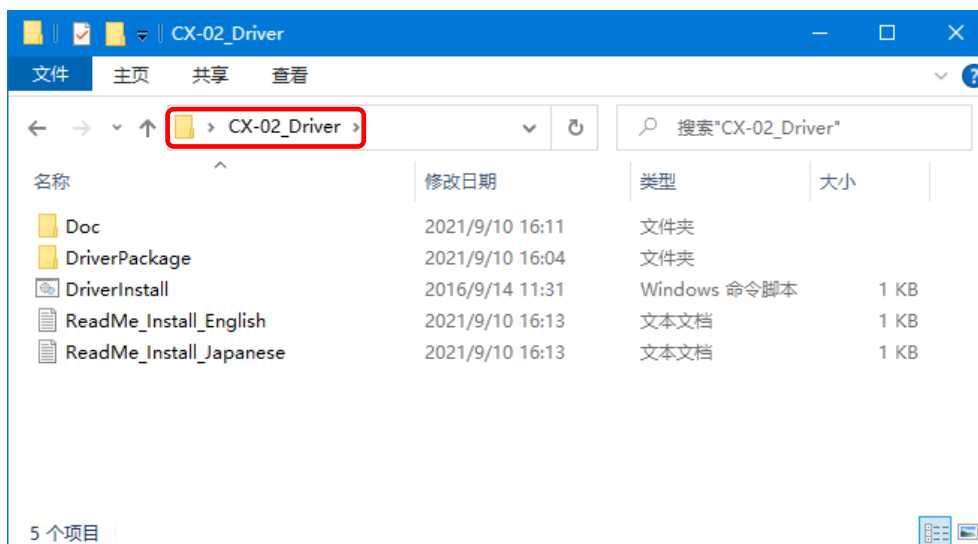 CX-02_Driver
文件 主页 共享 查看 ?
CX-02_Driver 搜索"CX-02_Driver"
名称 修改日期 类型 大小
Doc 2021/9/10 16:11 文件夹
DriverPackage 2021/9/10 16:04 文件夹
DriverInstall 2016/9/14 11:31 Windows 命令脚本 1 KB
ReadMe_Install_English 2021/9/10 16:13 文本文档 1 KB
ReadMe_Install_Japanese 2021/9/10 16:13 文本文档 1 KB
5 个项目